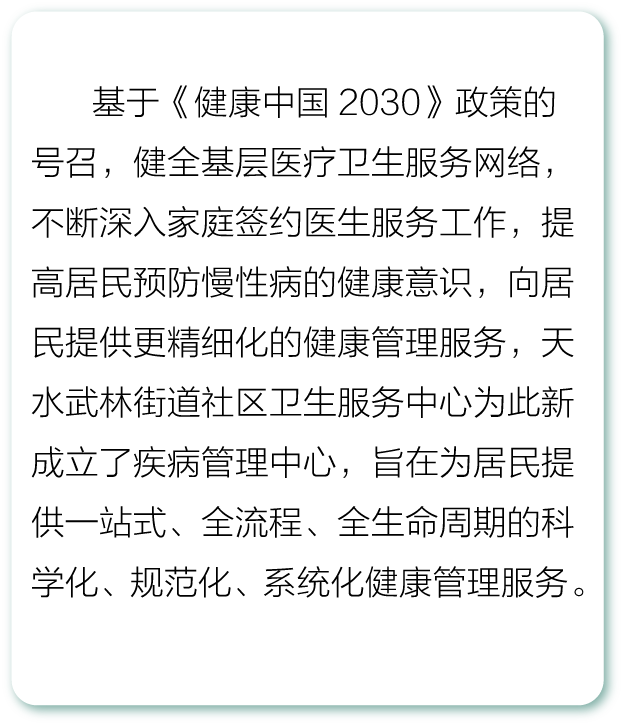 基于《健康中国 2030》政策的
号召，健全基层医疗卫生服务网络，
不断深入家庭签约医生服务工作，提
高居民预防慢性病的健康意识，向居
民提供更精细化的健康管理服务，天
水武林街道社区卫生服务中心为此新
成立了疾病管理中心，旨在为居民提
供一站式、全流程、全生命周期的科
学化、规范化、系统化健康管理服务。